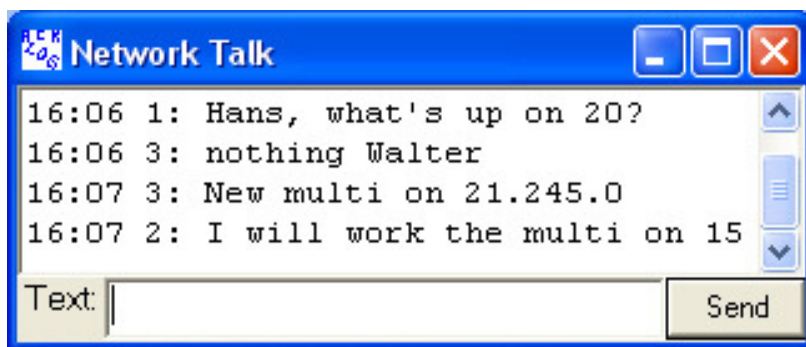 Network Talk
16:06 1: Hans, what's up on 20?
16:06 3: nothing Walter
16:07 3: New multi on 21.245.0
16:07 2: I will work the multi on 15
Text:
Send